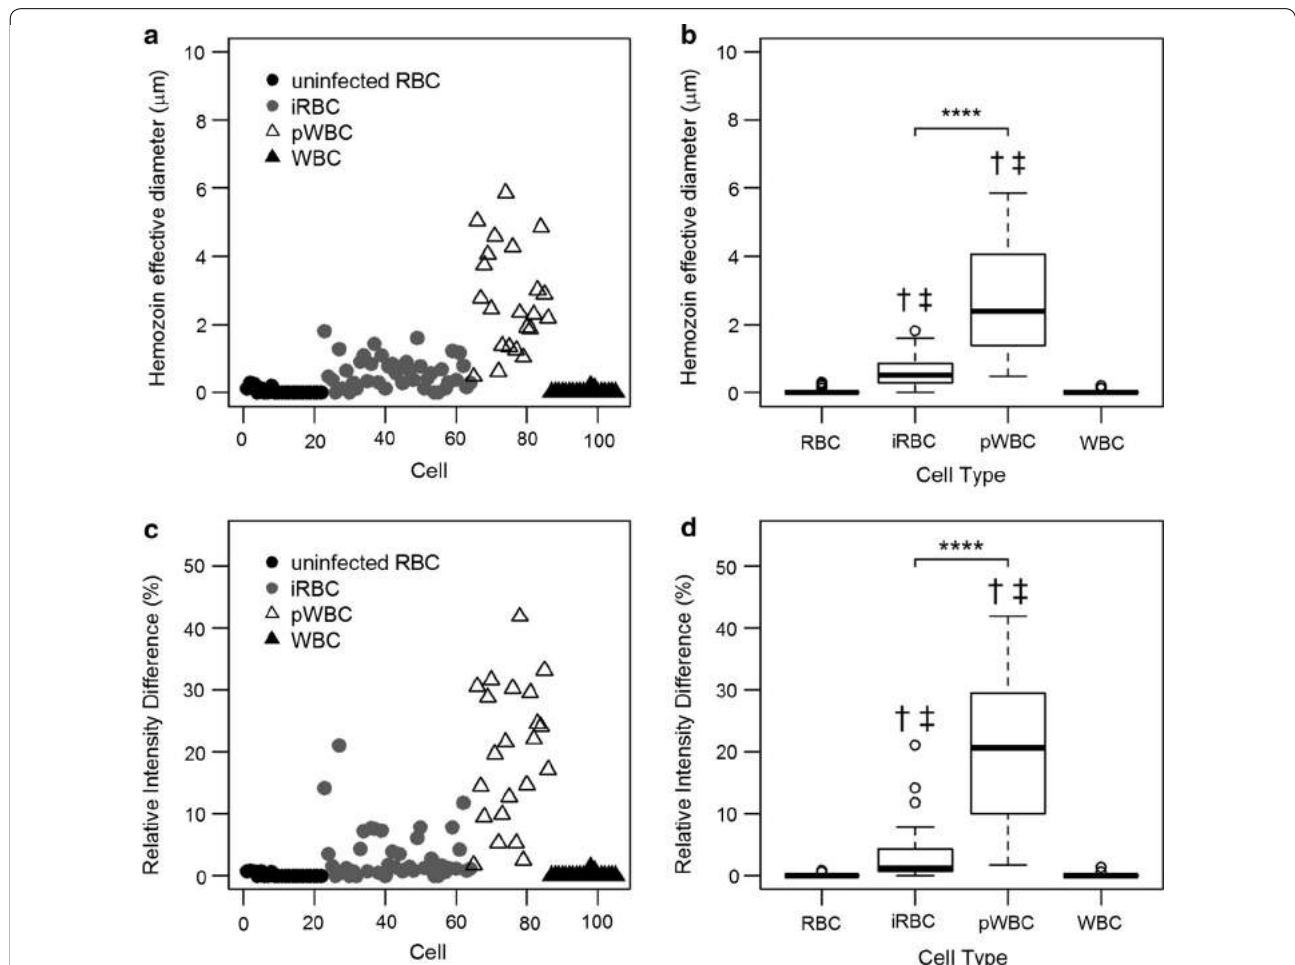 a
Hemozoin effective diameter (μm)
10
8
6
4
2
0
uninfected RBC
iRBC
pWBC
WBC
0 20 40 60 80 100
Cell
b
Hemozoin effective diameter (μm)
10
8
6
4
2
0
****
† ‡
† ‡
RBC iRBC pWBC WBC
Cell Type
c
Relative Intensity Difference (%)
50
40
30
20
10
0
uninfected RBC
iRBC
pWBC
WBC
0 20 40 60 80 100
Cell
d
Relative Intensity Difference (%)
50
40
30
20
10
0
****
† ‡
† ‡
RBC iRBC pWBC WBC
Cell Type